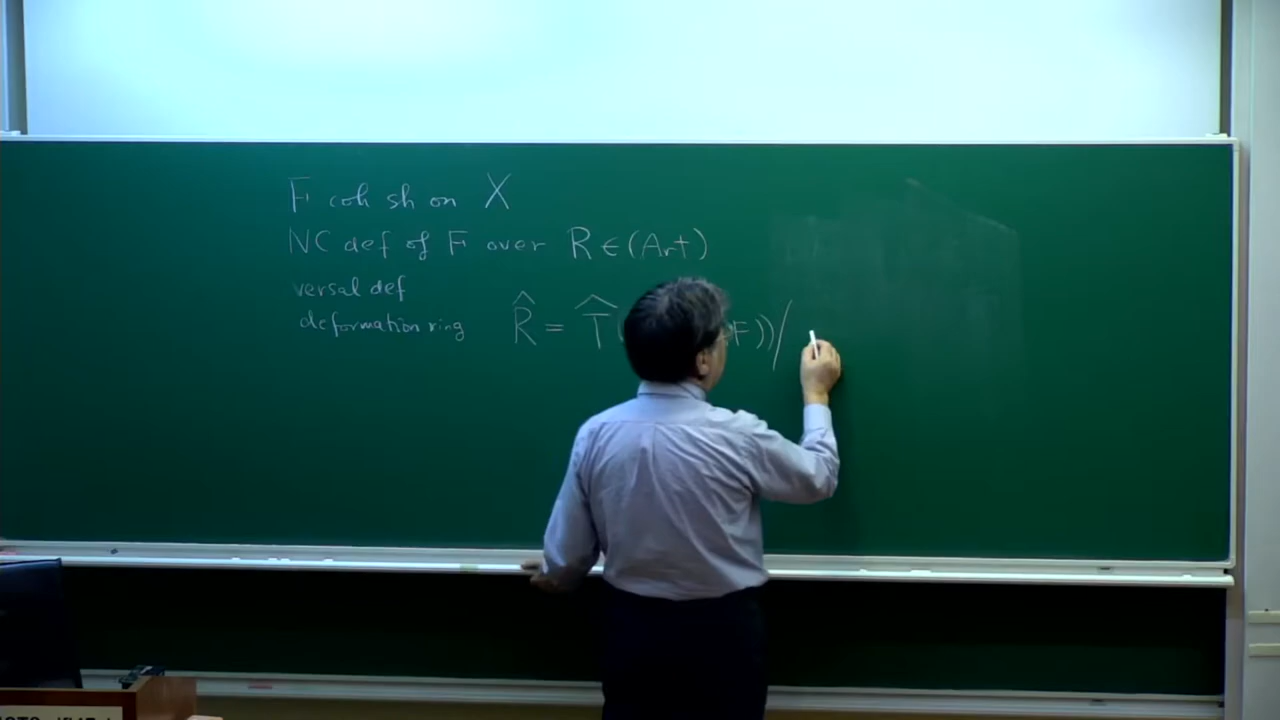 F coh sh on X
NC def of F over R ∈ (Art)
versal def
deformation ring R̂ = T̂( F))/